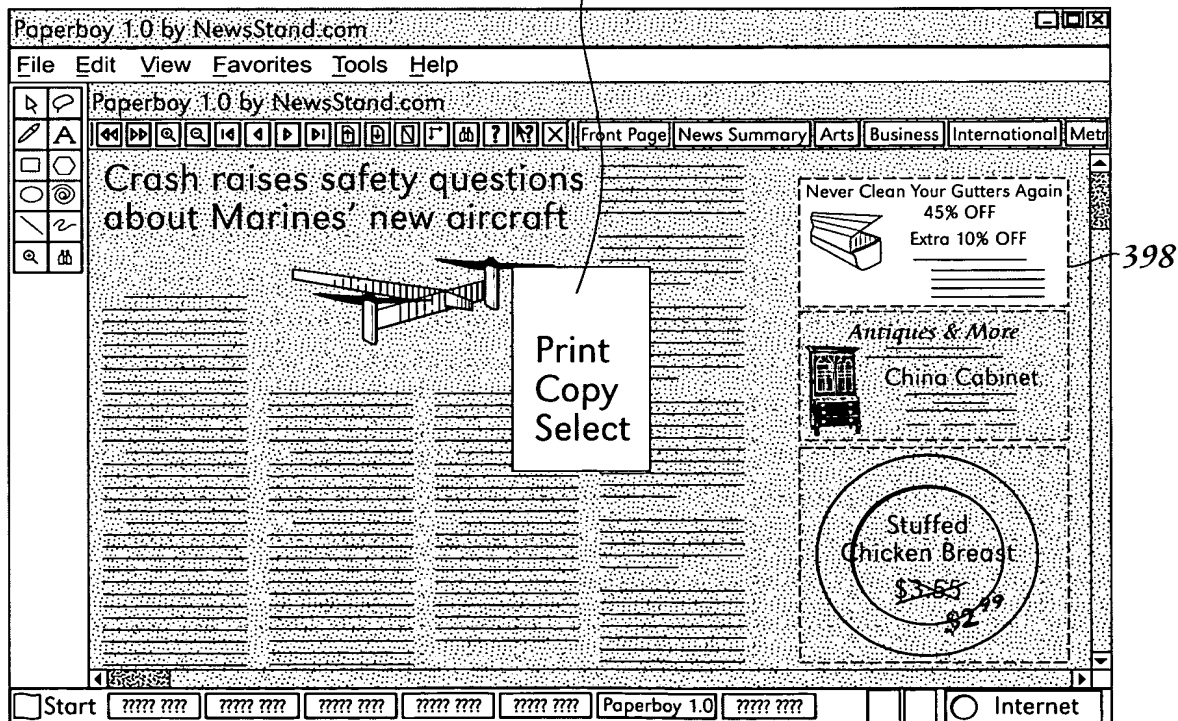 Paperboy 1.0 by NewsStand.com
File Edit View Favorites Tools Help
Paperboy 1.0 by NewsStand.com
A
? ? X Front Page News Summary Arts Business International Metr
Crash raises safety questions
about Marines' new aircraft
Print
Copy
Select
Never Clean Your Gutters Again
45% OFF
Extra 10% OFF
398
Antiques & More
China Cabinet
Stuffed
Chicken Breast
$3.65
$2.99
Start ????? ???? ????? ???? ????? ???? ????? ???? ????? ???? Paperboy 1.0 ????? ???? Internet